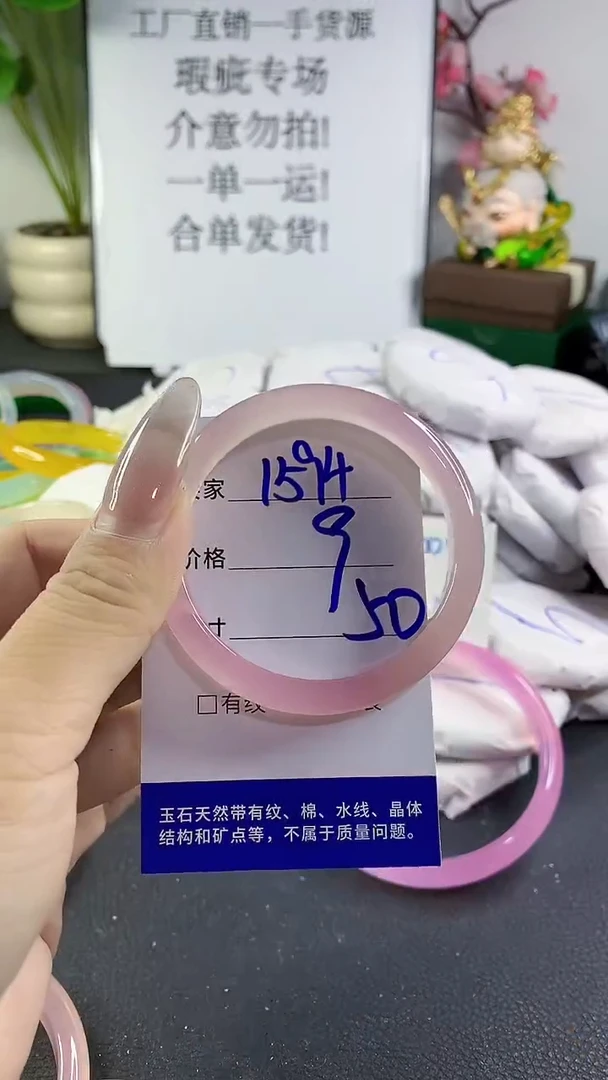 工厂直销一手货源
瑕疵专场
介意勿拍!
一单一运!
合单发货!
家
价格
9
50
□有纹
玉石天然带有纹、棉、水线、晶体
结构和矿点等，不属于质量问题。